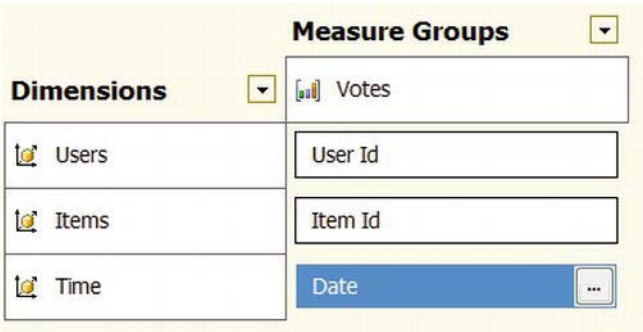 Measure Groups
Dimensions
Votes
Users
User Id
Items
Item Id
Time
Date
...